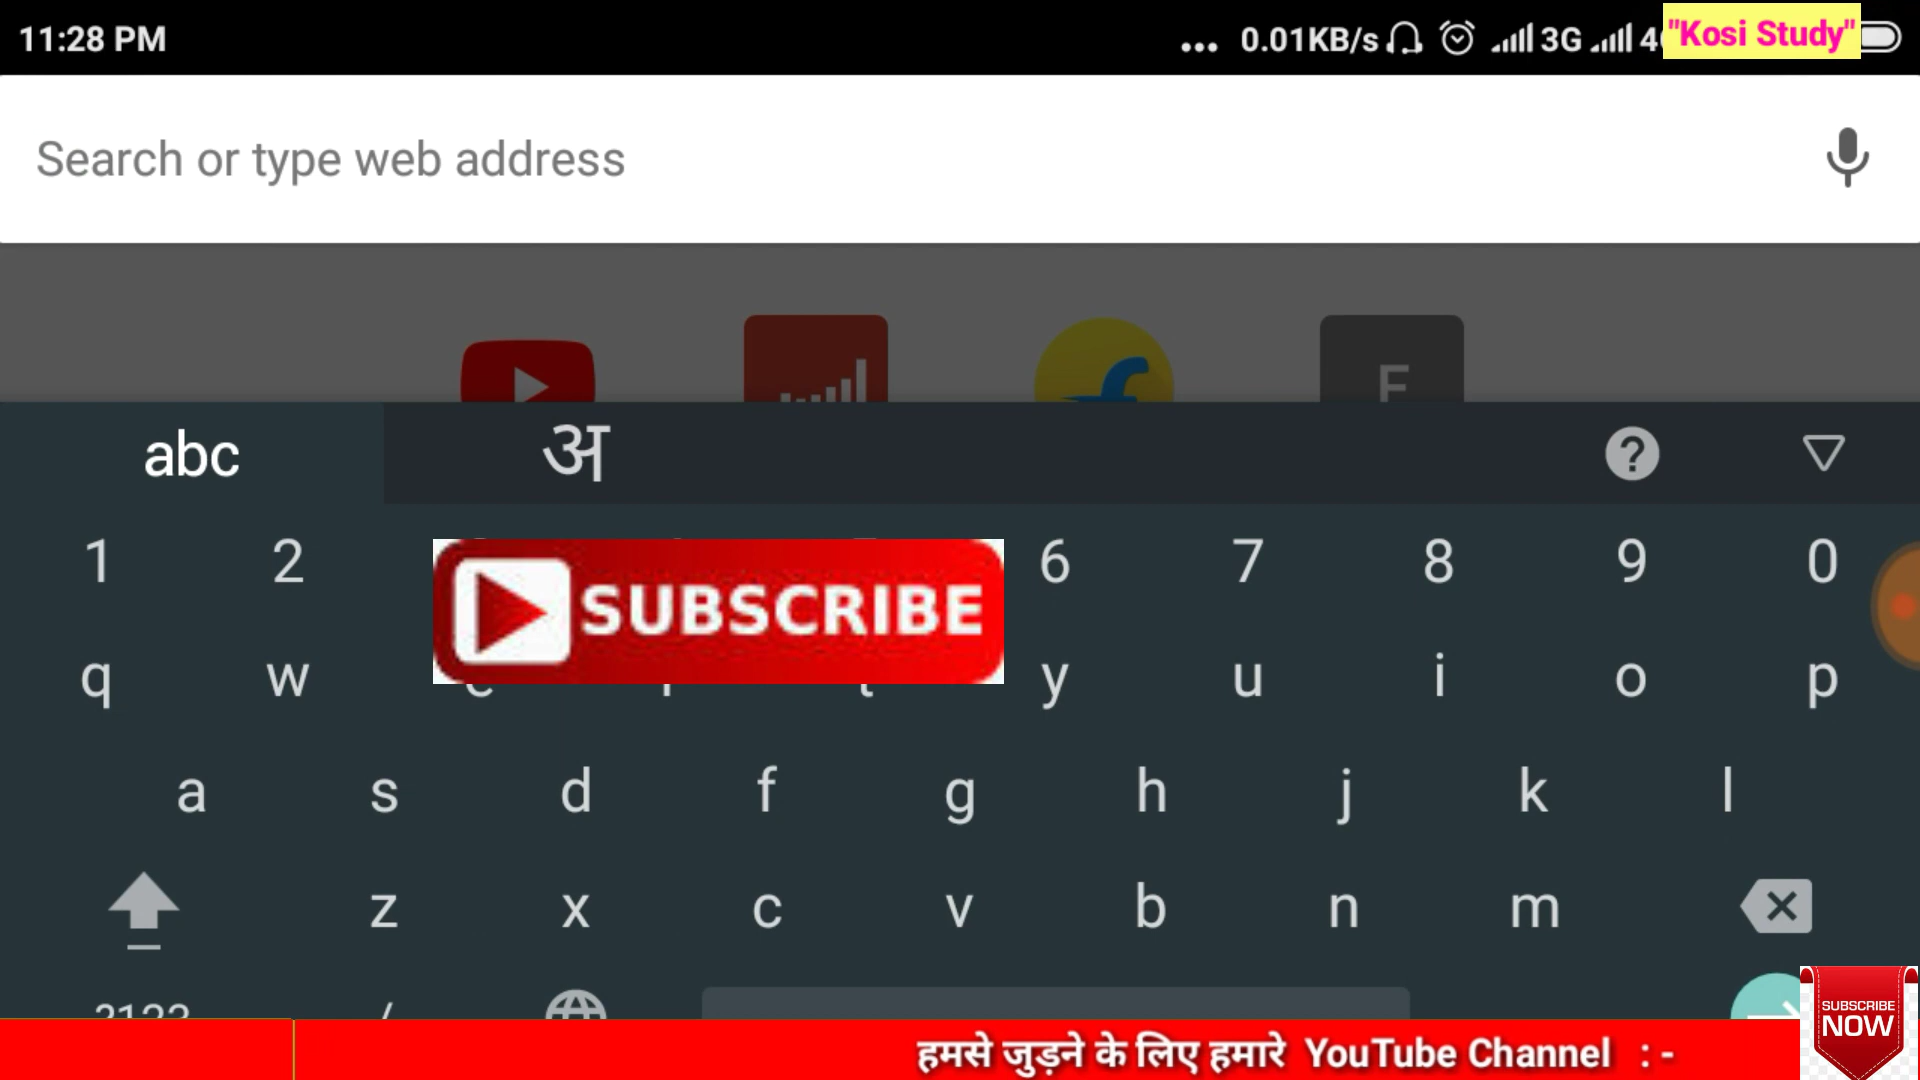 11:28 PM
... 0.01KB/s 3G 4
"Kosi Study"
Search or type web address
F
abc अ ?
1 2 6 7 8 9 0
SUBSCRIBE
q w y u i o p
a s d f g h j k l
z x c v b n m
/
SUBSCRIBE
NOW
हमसे जुड़ने के लिए हमारे YouTube Channel : -